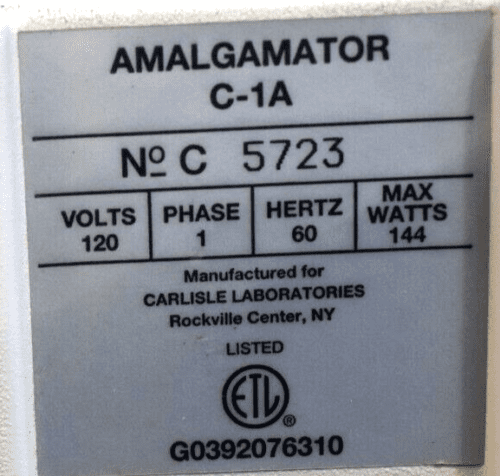 AMALGAMATOR
C-1A
Nº C 5723
VOLTS PHASE HERTZ MAX WATTS
120 1 60 144
Manufactured for
CARLISLE LABORATORIES
Rockville Center, NY
LISTED
ETL ®
G0392076310